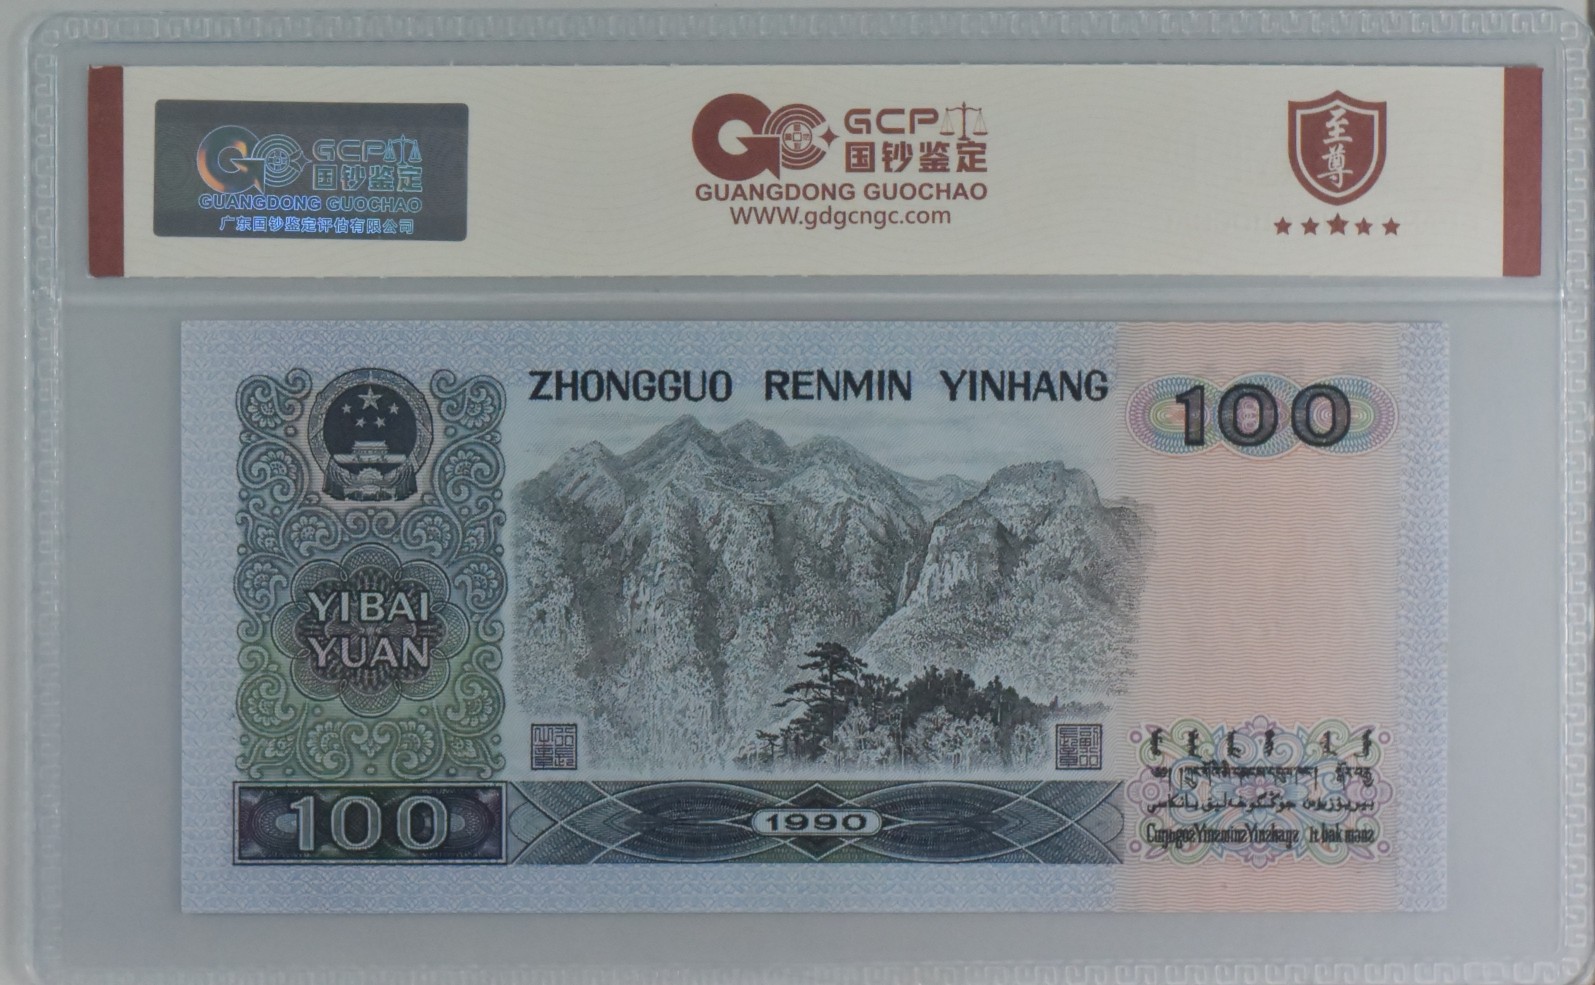 GCP
国钞鉴定
GUANGDONG GUOCHAO
广东国钞鉴定评估有限公司
GCP
国钞鉴定
GUANGDONG GUOCHAO
WWW.gdgcngc.com
至尊
ZHONGGUO RENMIN YINHANG
100
YI BAI
YUAN
100
1990